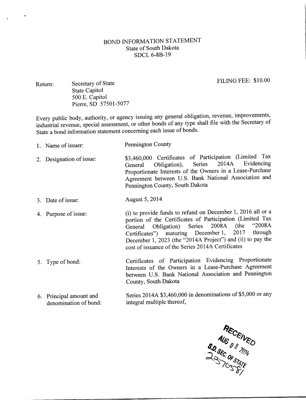 BOND INFORMATION STATEMENT
State of South Dakota
SDCL 6-8B-19
FILING FEE: $10.00
Return: Secretary of State
State Capitol
500 E. Capitol
Pierre, SD 57501-5077
Every public body, authority, or agency issuing any general obligation, revenue, improvements,
industrial revenue, special assessment, or other bonds of any type shall file with the Secretary of
State a bond information statement concerning each issue of bonds.
1. Name of issuer: Pennington County
2. Designation of issue: $3,460,000 Certificates of Participation (Limited Tax
General Obligation), Series 2014A Evidencing
Proportionate Interests of the Owners in a Lease-Purchase
Agreement between U.S. Bank National Association and
Pennington County, South Dakota
3. Date of issue: August 5, 2014
4. Purpose of issue: (i) to provide funds to refund on December 1, 2016 all or a
portion of the Certificates of Participation (Limited Tax
General Obligation) Series 2008A (the "2008A
Certificates") maturing December 1, 2017 through
December 1, 2023 (the "2014A Project") and (ii) to pay the
cost of issuance of the Series 2014A Certificates
5. Type of bond: Certificates of Participation Evidencing Proportionate
Interests of the Owners in a Lease-Purchase Agreement
between U.S. Bank National Association and Pennington
County, South Dakota
6. Principal amount and Series 2014A $3,460,000 in denominations of $5,000 or any
denomination of bond: integral multiple thereof,
RECEIVED
AUG 08 2014
S.D. SEC. OF STATE